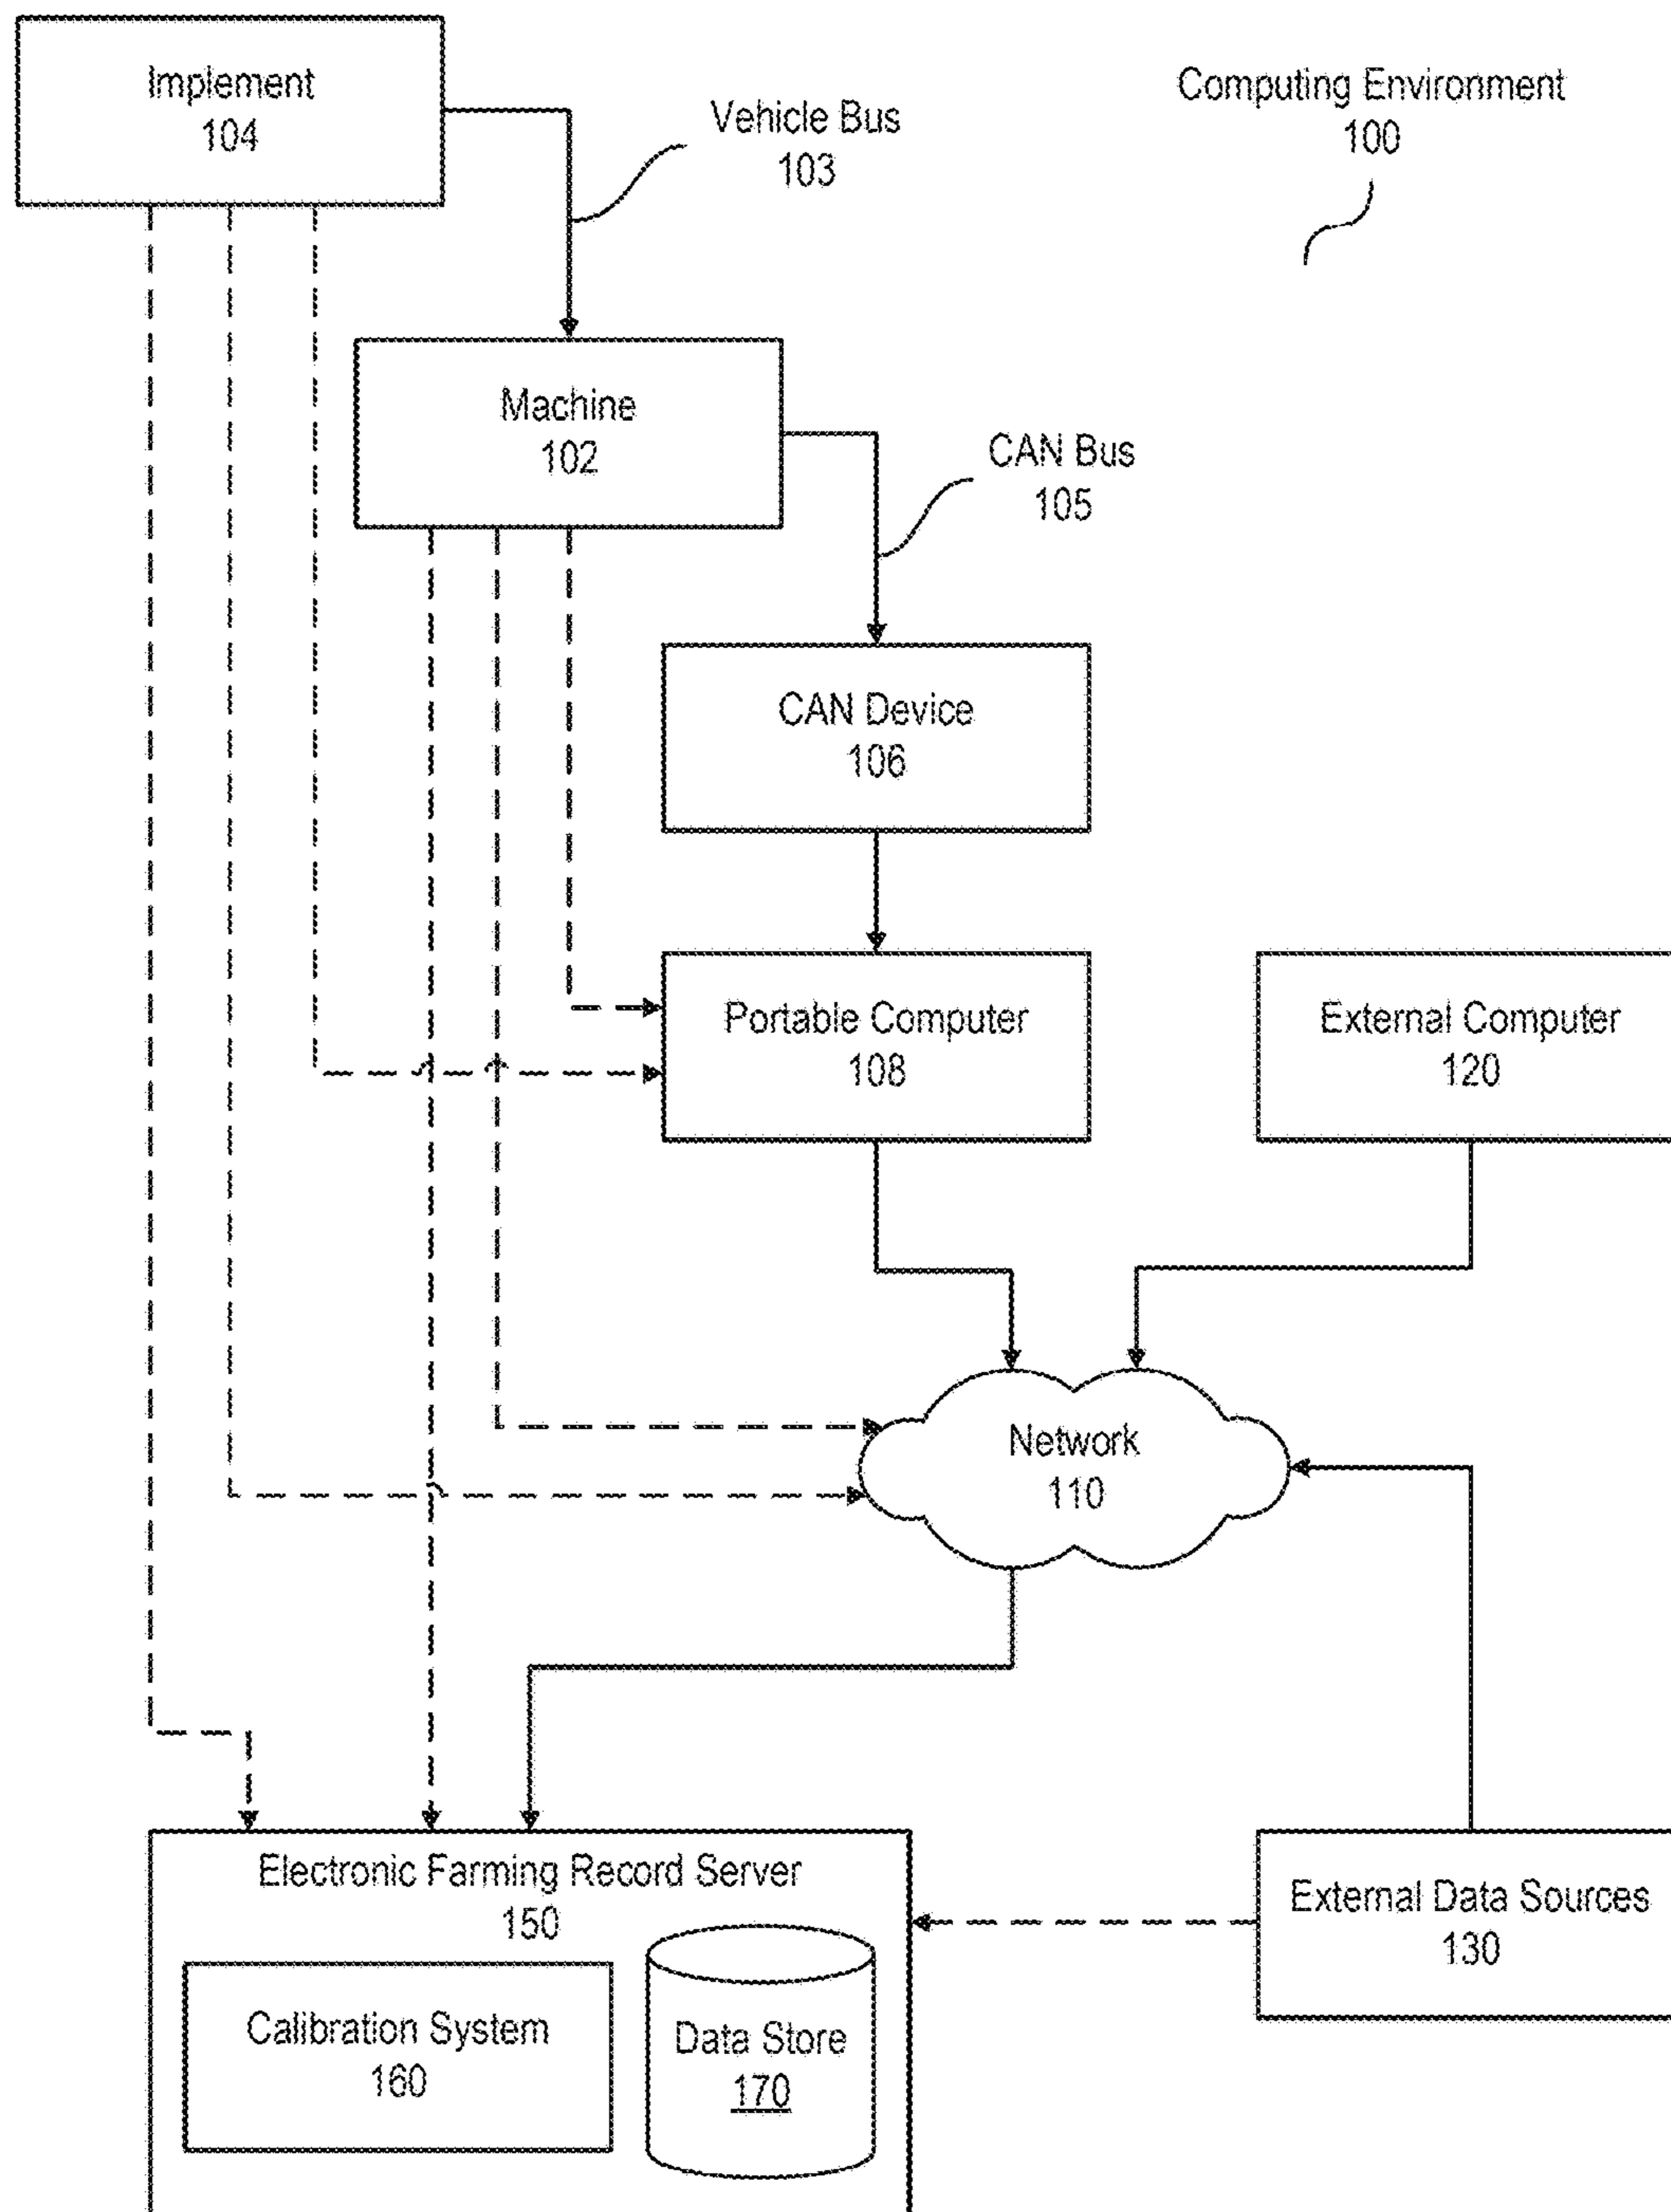 Implement
104
Vehicle Bus
103
Computing Environment
100
Machine
102
CAN Bus
105
CAN Device
106
Portable Computer
108
External Computer
120
Network
110
Electronic Farming Record Server
150
External Data Sources
130
Calibration System
160
Data Store
170